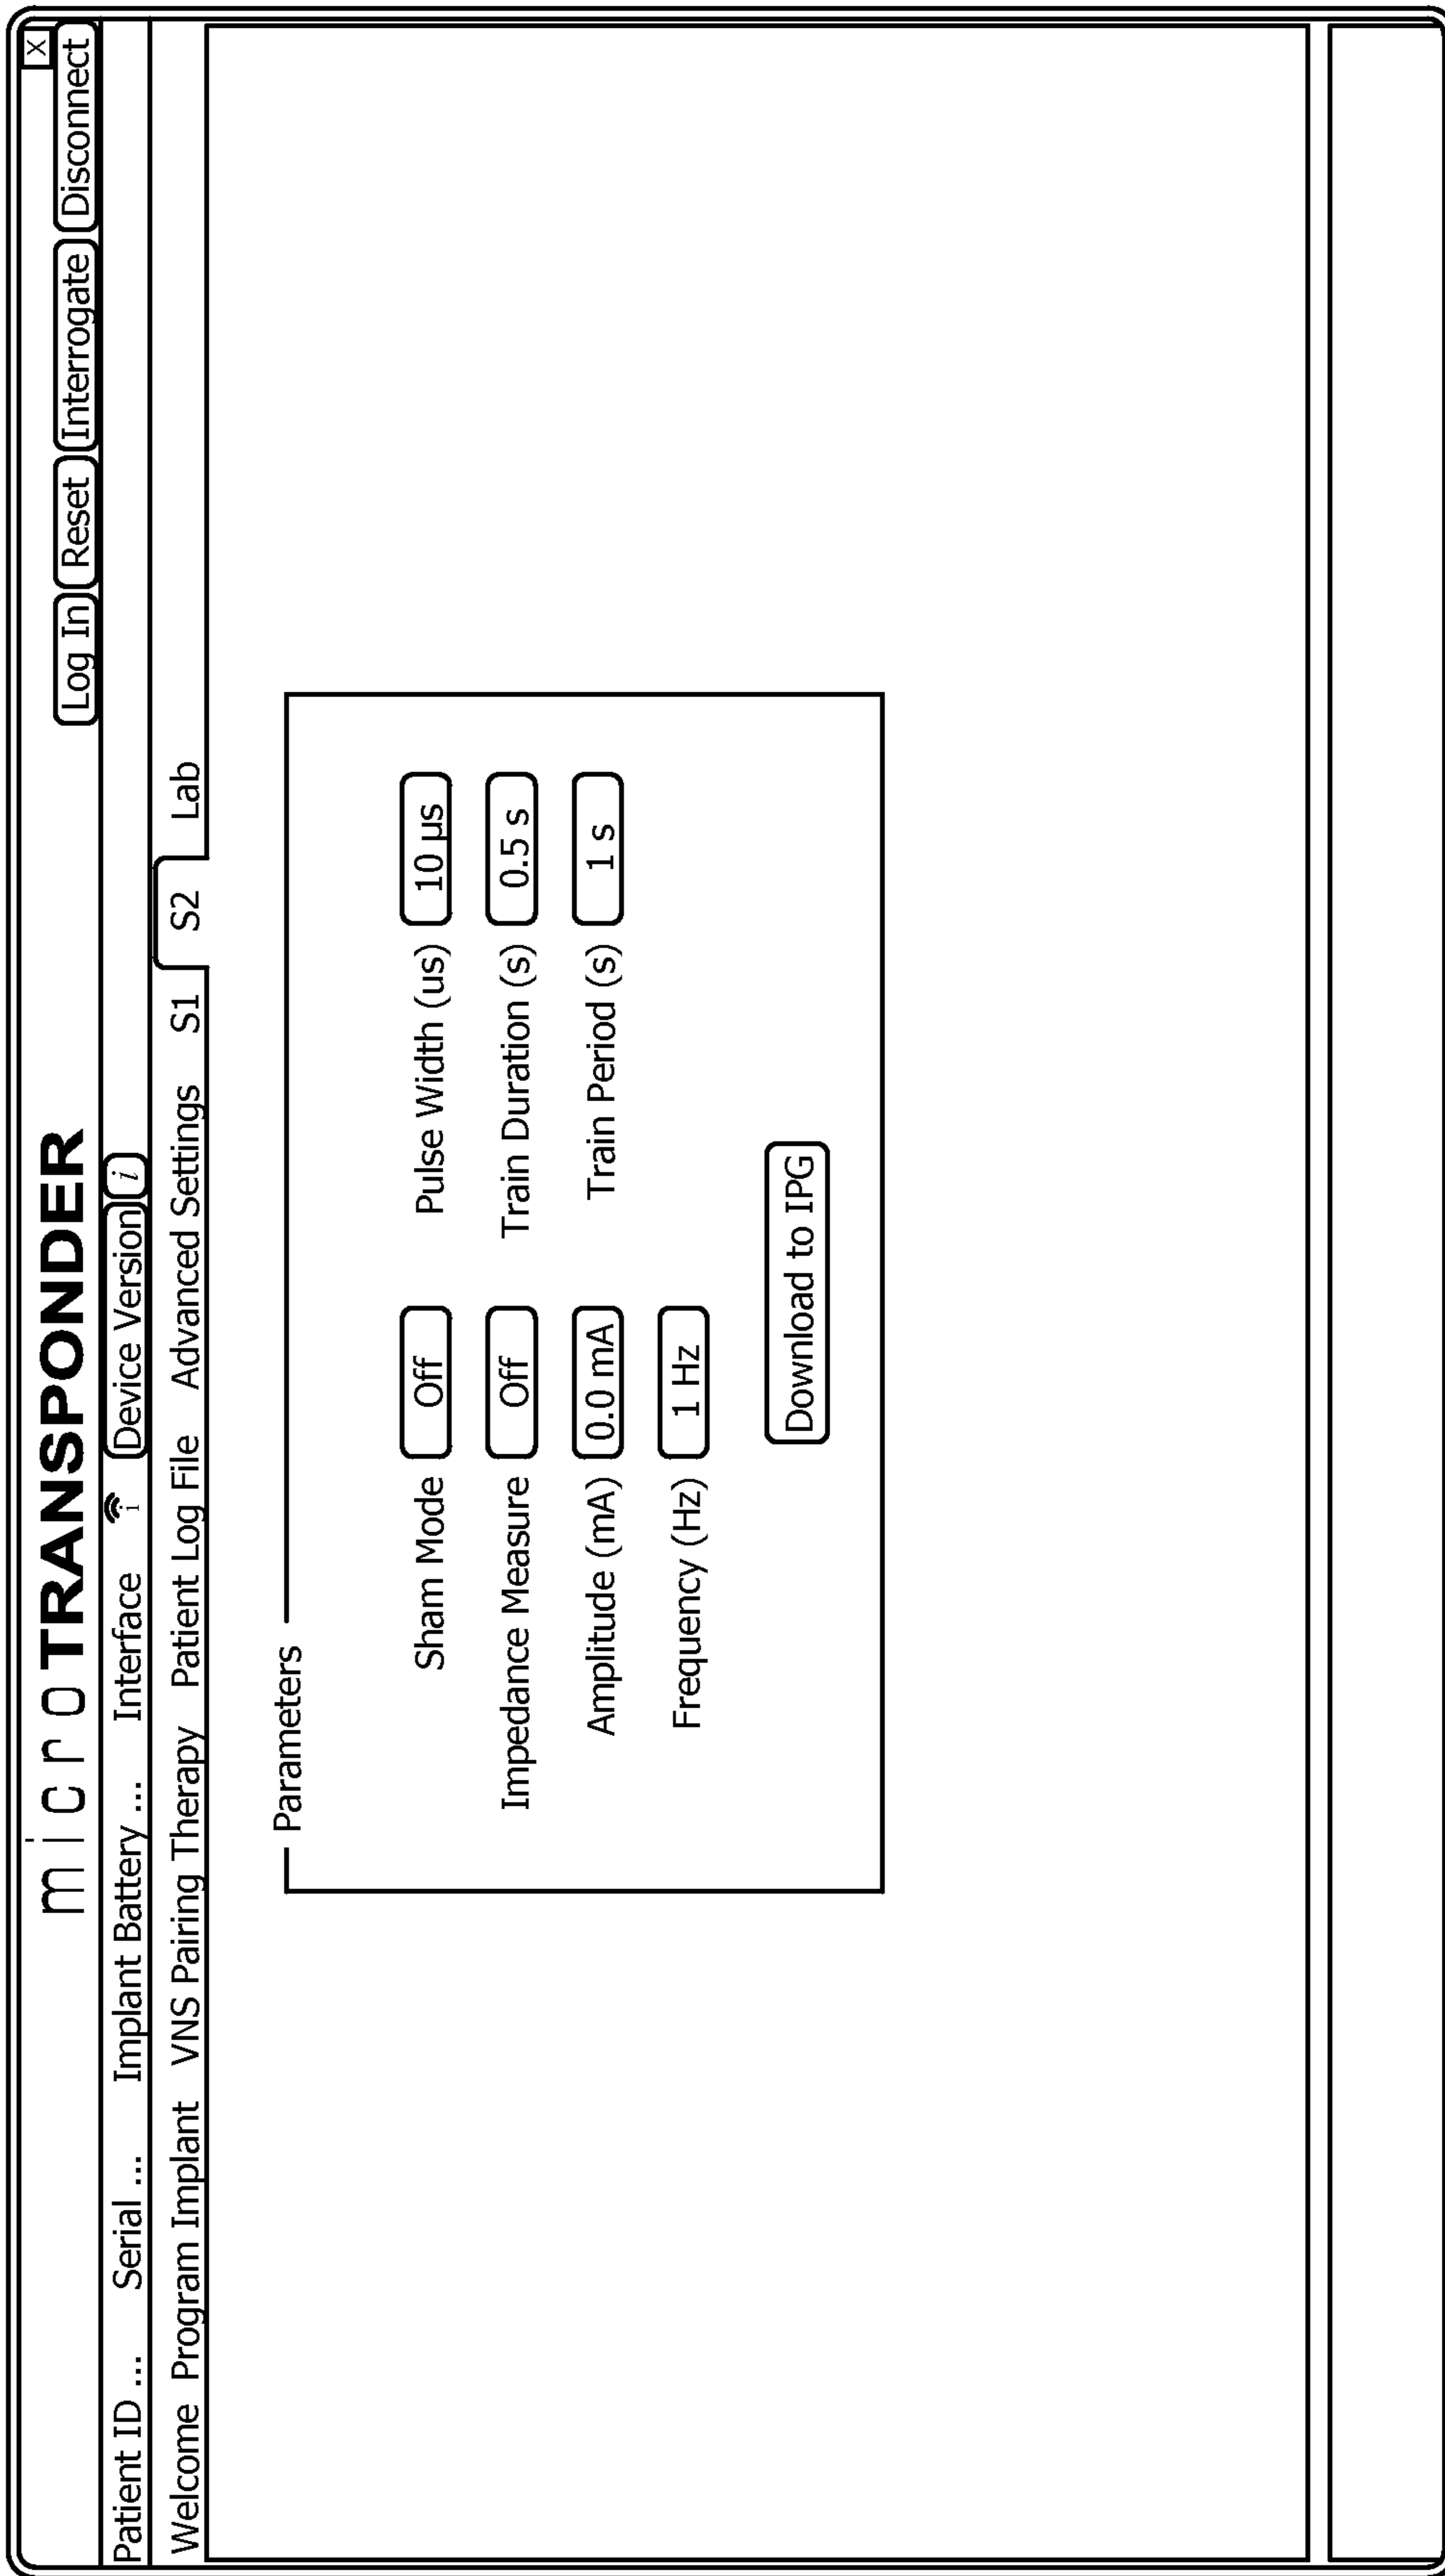 X
microTRANSPONDER
Log In Reset Interrogate Disconnect
Patient ID ... Serial ... Implant Battery ... Interface i Device Version i
Welcome Program Implant VNS Pairing Therapy Patient Log File Advanced Settings S1 S2 Lab
Parameters
Sham Mode Off Pulse Width (us) 10 µs
Impedance Measure Off Train Duration (s) 0.5 s
Amplitude (mA) 0.0 mA Train Period (s) 1 s
Frequency (Hz) 1 Hz
Download to IPG